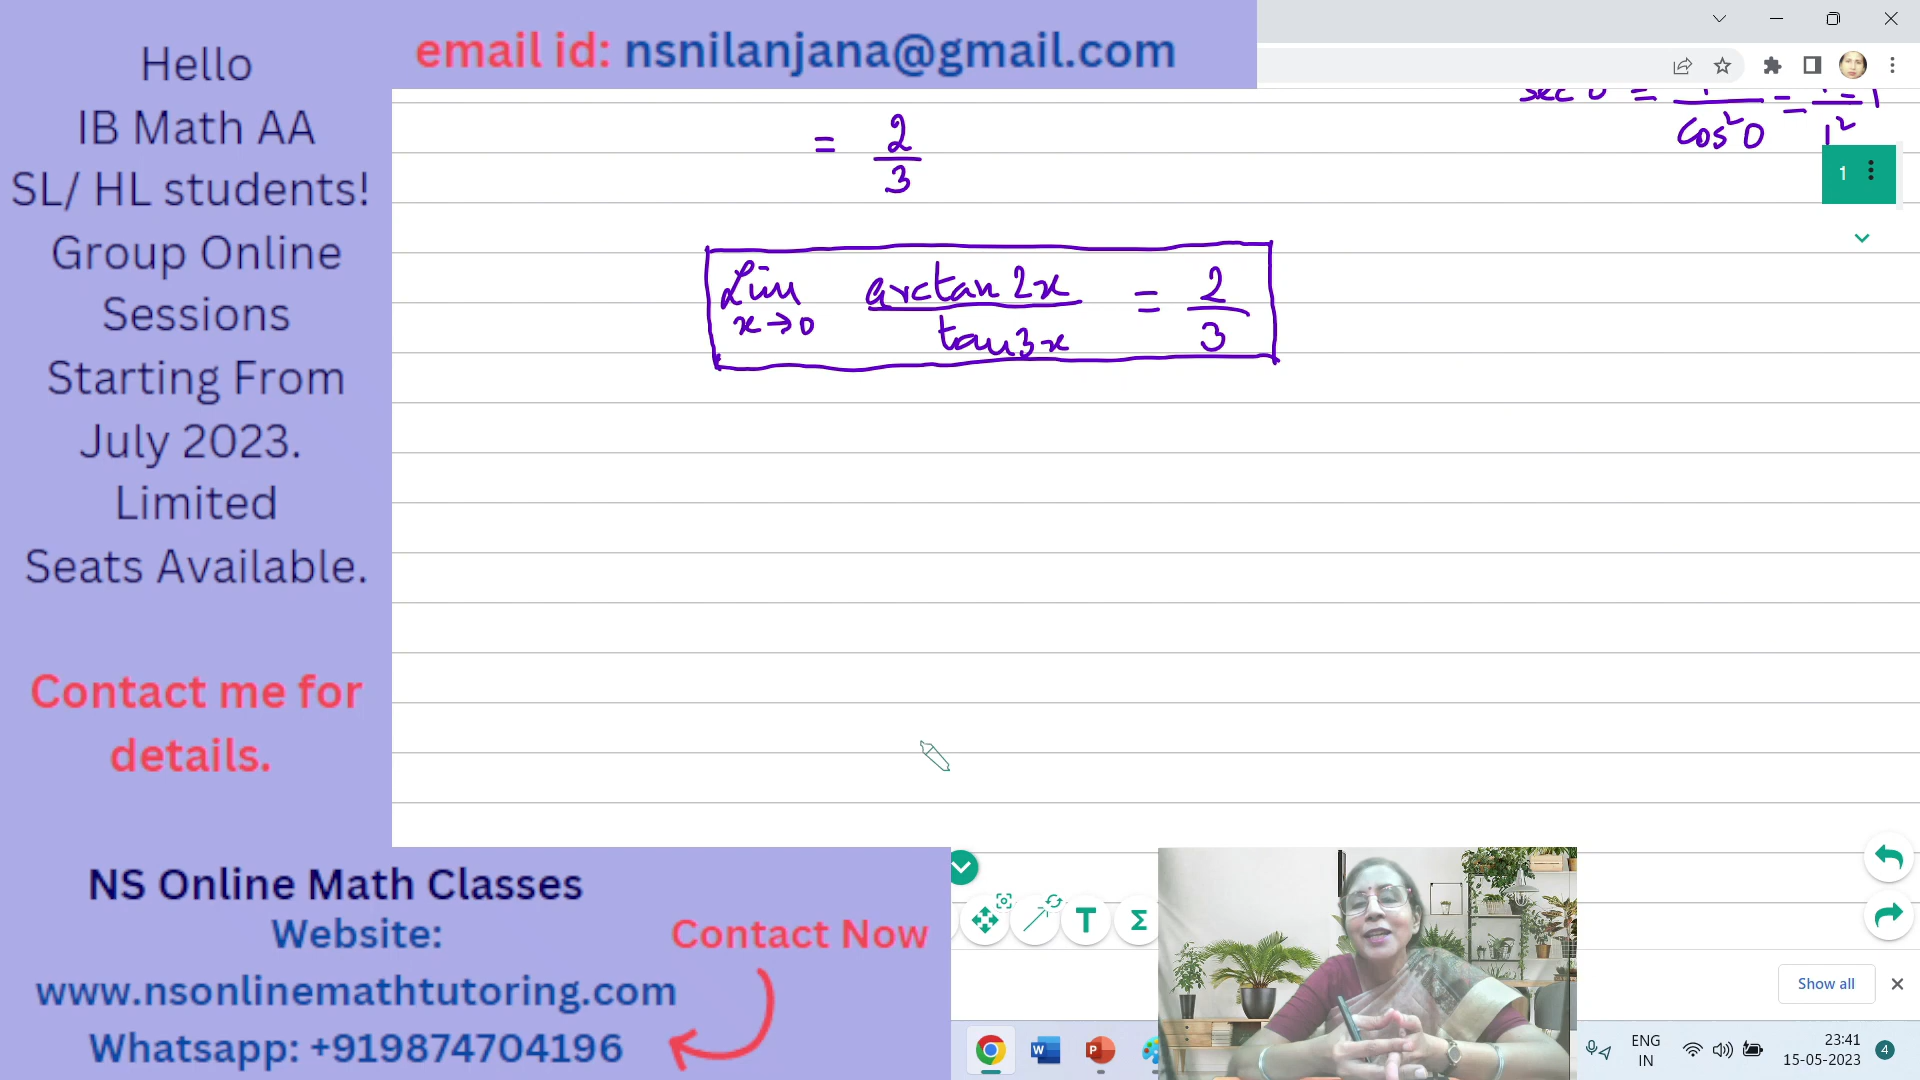 Hello
IB Math AA
SL/ HL students!
Group Online
Sessions
Starting From
July 2023.
Limited
Seats Available.
Contact me for
details.
email id: nsnilanjana@gmail.com
= 2/3
cos²0
1²
1
Lim x→0 arctan 2x / tan 3x = 2/3
NS Online Math Classes
Website:
www.nsonlinemathtutoring.com
Whatsapp: +919874704196
Contact Now
T
Σ
Show all
W
P
ENG
IN
23:41
15-05-2023
4